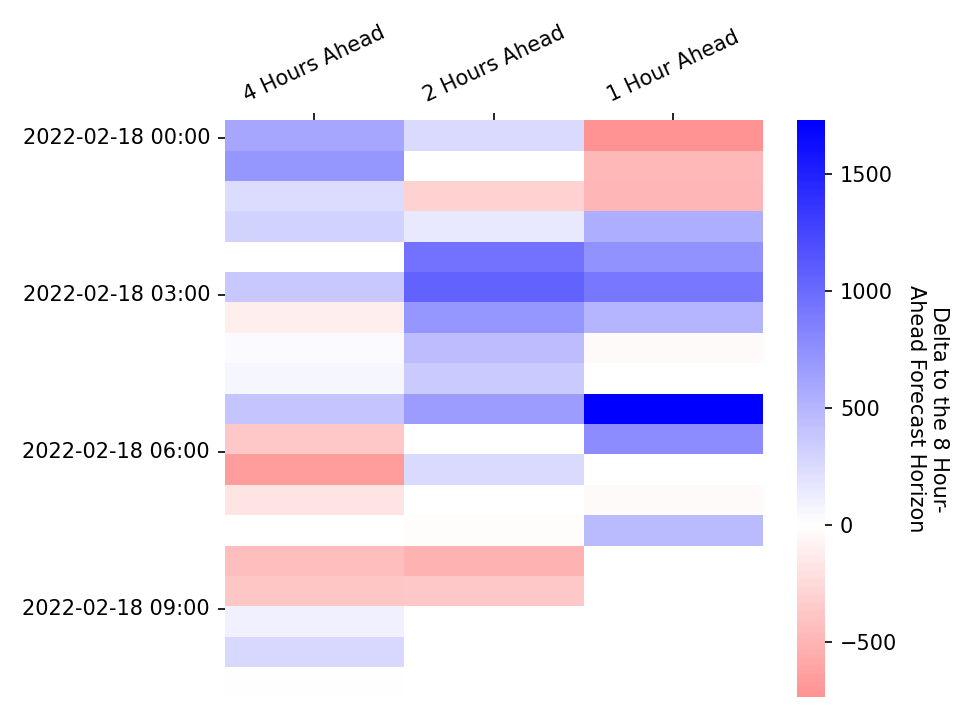 4 Hours Ahead
2 Hours Ahead
1 Hour Ahead
2022-02-18 00:00
2022-02-18 03:00
2022-02-18 06:00
2022-02-18 09:00
1500
1000
500
0
−500
Delta to the 8 Hour-
Ahead Forecast Horizon